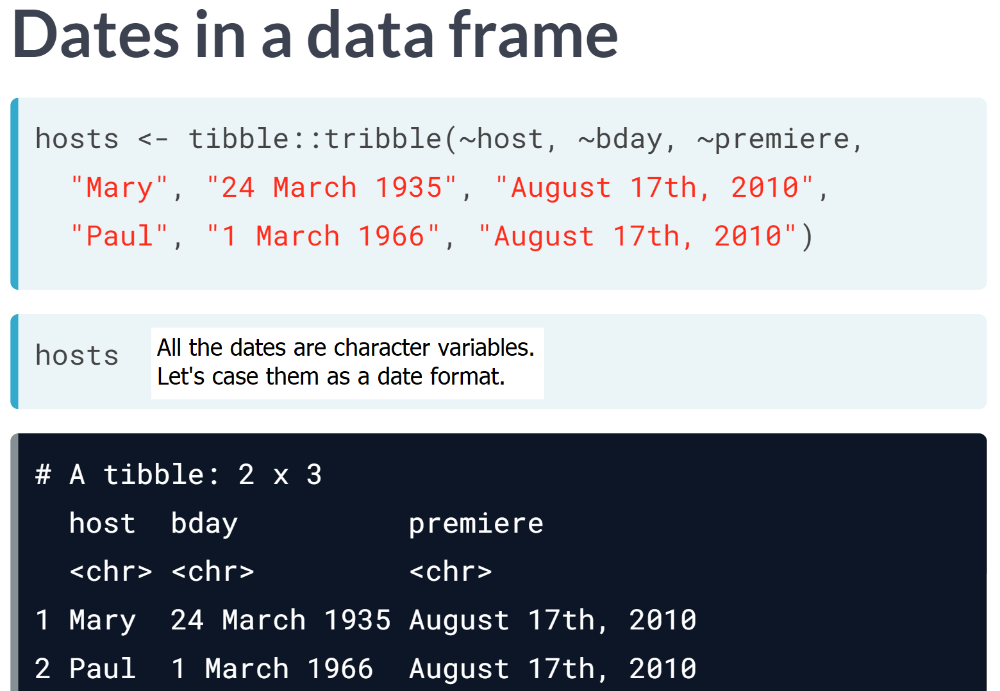 Dates in a data frame
hosts <- tibble::tribble(~host, ~bday, ~premiere,
  "Mary", "24 March 1935", "August 17th, 2010",
  "Paul", "1 March 1966", "August 17th, 2010")
hosts
All the dates are character variables.
Let's case them as a date format.
# A tibble: 2 x 3
  host  bday          premiere
  <chr> <chr>         <chr>
1 Mary  24 March 1935 August 17th, 2010
2 Paul  1 March 1966  August 17th, 2010